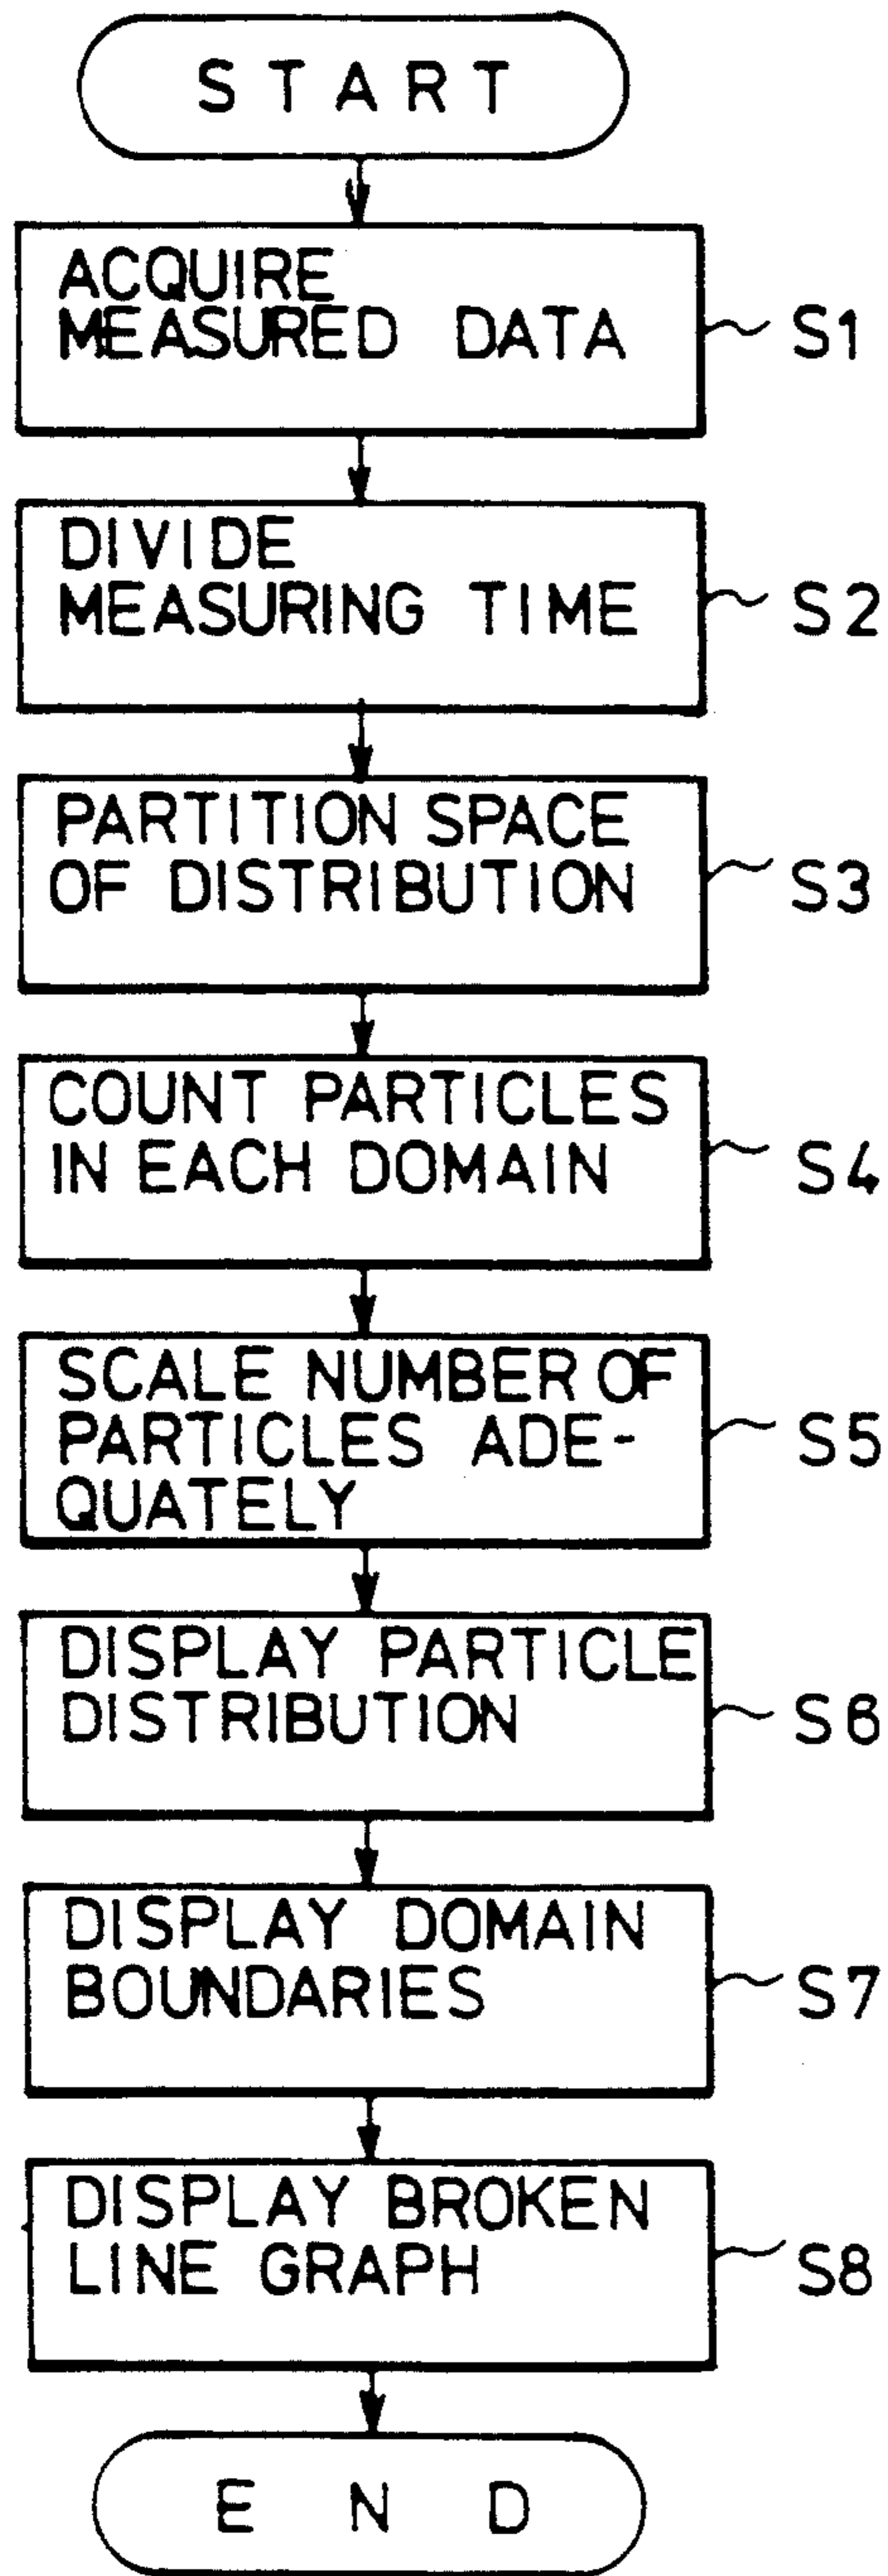 START
ACQUIRE
MEASURED DATA
S1
DIVIDE
MEASURING TIME
S2
PARTITION SPACE
OF DISTRIBUTION
S3
COUNT PARTICLES
IN EACH DOMAIN
S4
SCALE NUMBER OF
PARTICLES ADE-
QUATELY
S5
DISPLAY PARTICLE
DISTRIBUTION
S6
DISPLAY DOMAIN
BOUNDARIES
S7
DISPLAY BROKEN
LINE GRAPH
S8
END